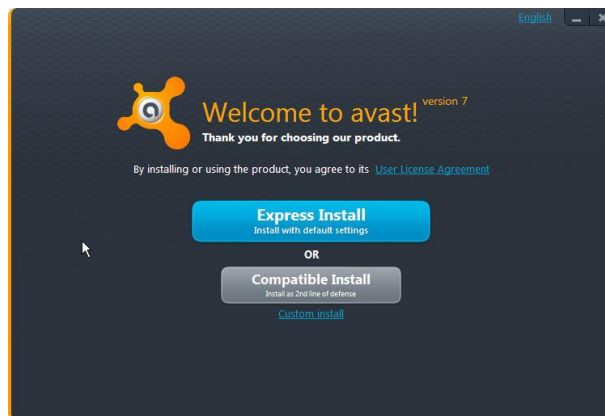 English
Welcome to avast! version 7
Thank you for choosing our product.
By installing or using the product, you agree to its User License Agreement
Express Install
Install with default settings
OR
Compatible Install
Install as 2nd line of defense
Custom install